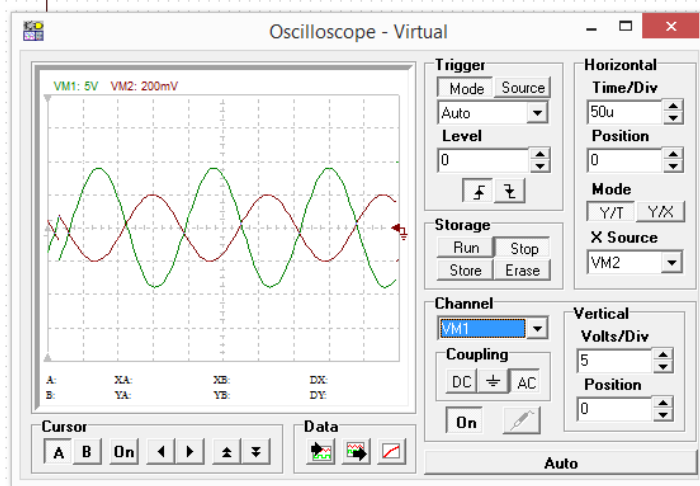 Oscilloscope - Virtual
VM1: 5V VM2: 200mV
A: XA: XB: DX:
B: YA: YB: DY:
Cursor
A B On
Data
Trigger
Mode Source
Auto
Level
0
Storage
Run Stop
Store Erase
Horizontal
Time/Div
50u
Position
0
Mode
Y/T Y/X
X Source
VM2
Channel
VM1
Coupling
DC AC
On
Vertical
Volts/Div
5
Position
0
Auto